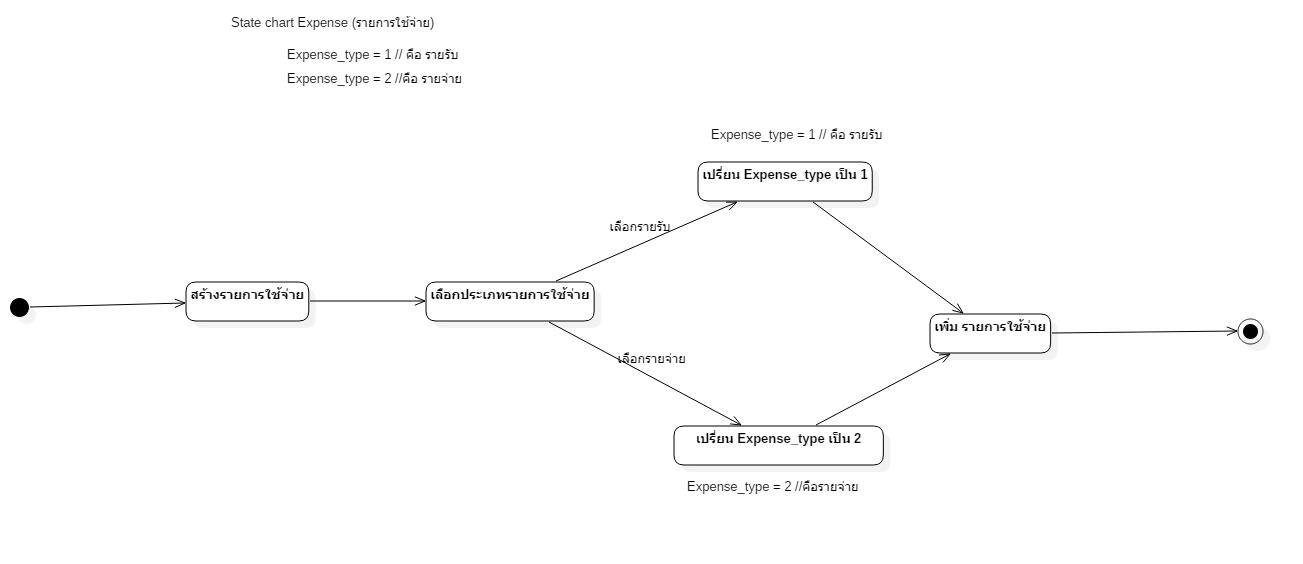 State chart Expense (รายการใช้จ่าย)
Expense_type = 1 // คือ รายรับ
Expense_type = 2 //คือ รายจ่าย
Expense_type = 1 // คือ รายรับ
เปรี่ยน Expense_type เป็น 1
เลือกรายรับ
สร้างรายการใช้จ่าย
เลือกประเภทรายการใช้จ่าย
เพิ่ม รายการใช้จ่าย
เลือกรายจ่าย
เปรี่ยน Expense_type เป็น 2
Expense_type = 2 //คือรายจ่าย